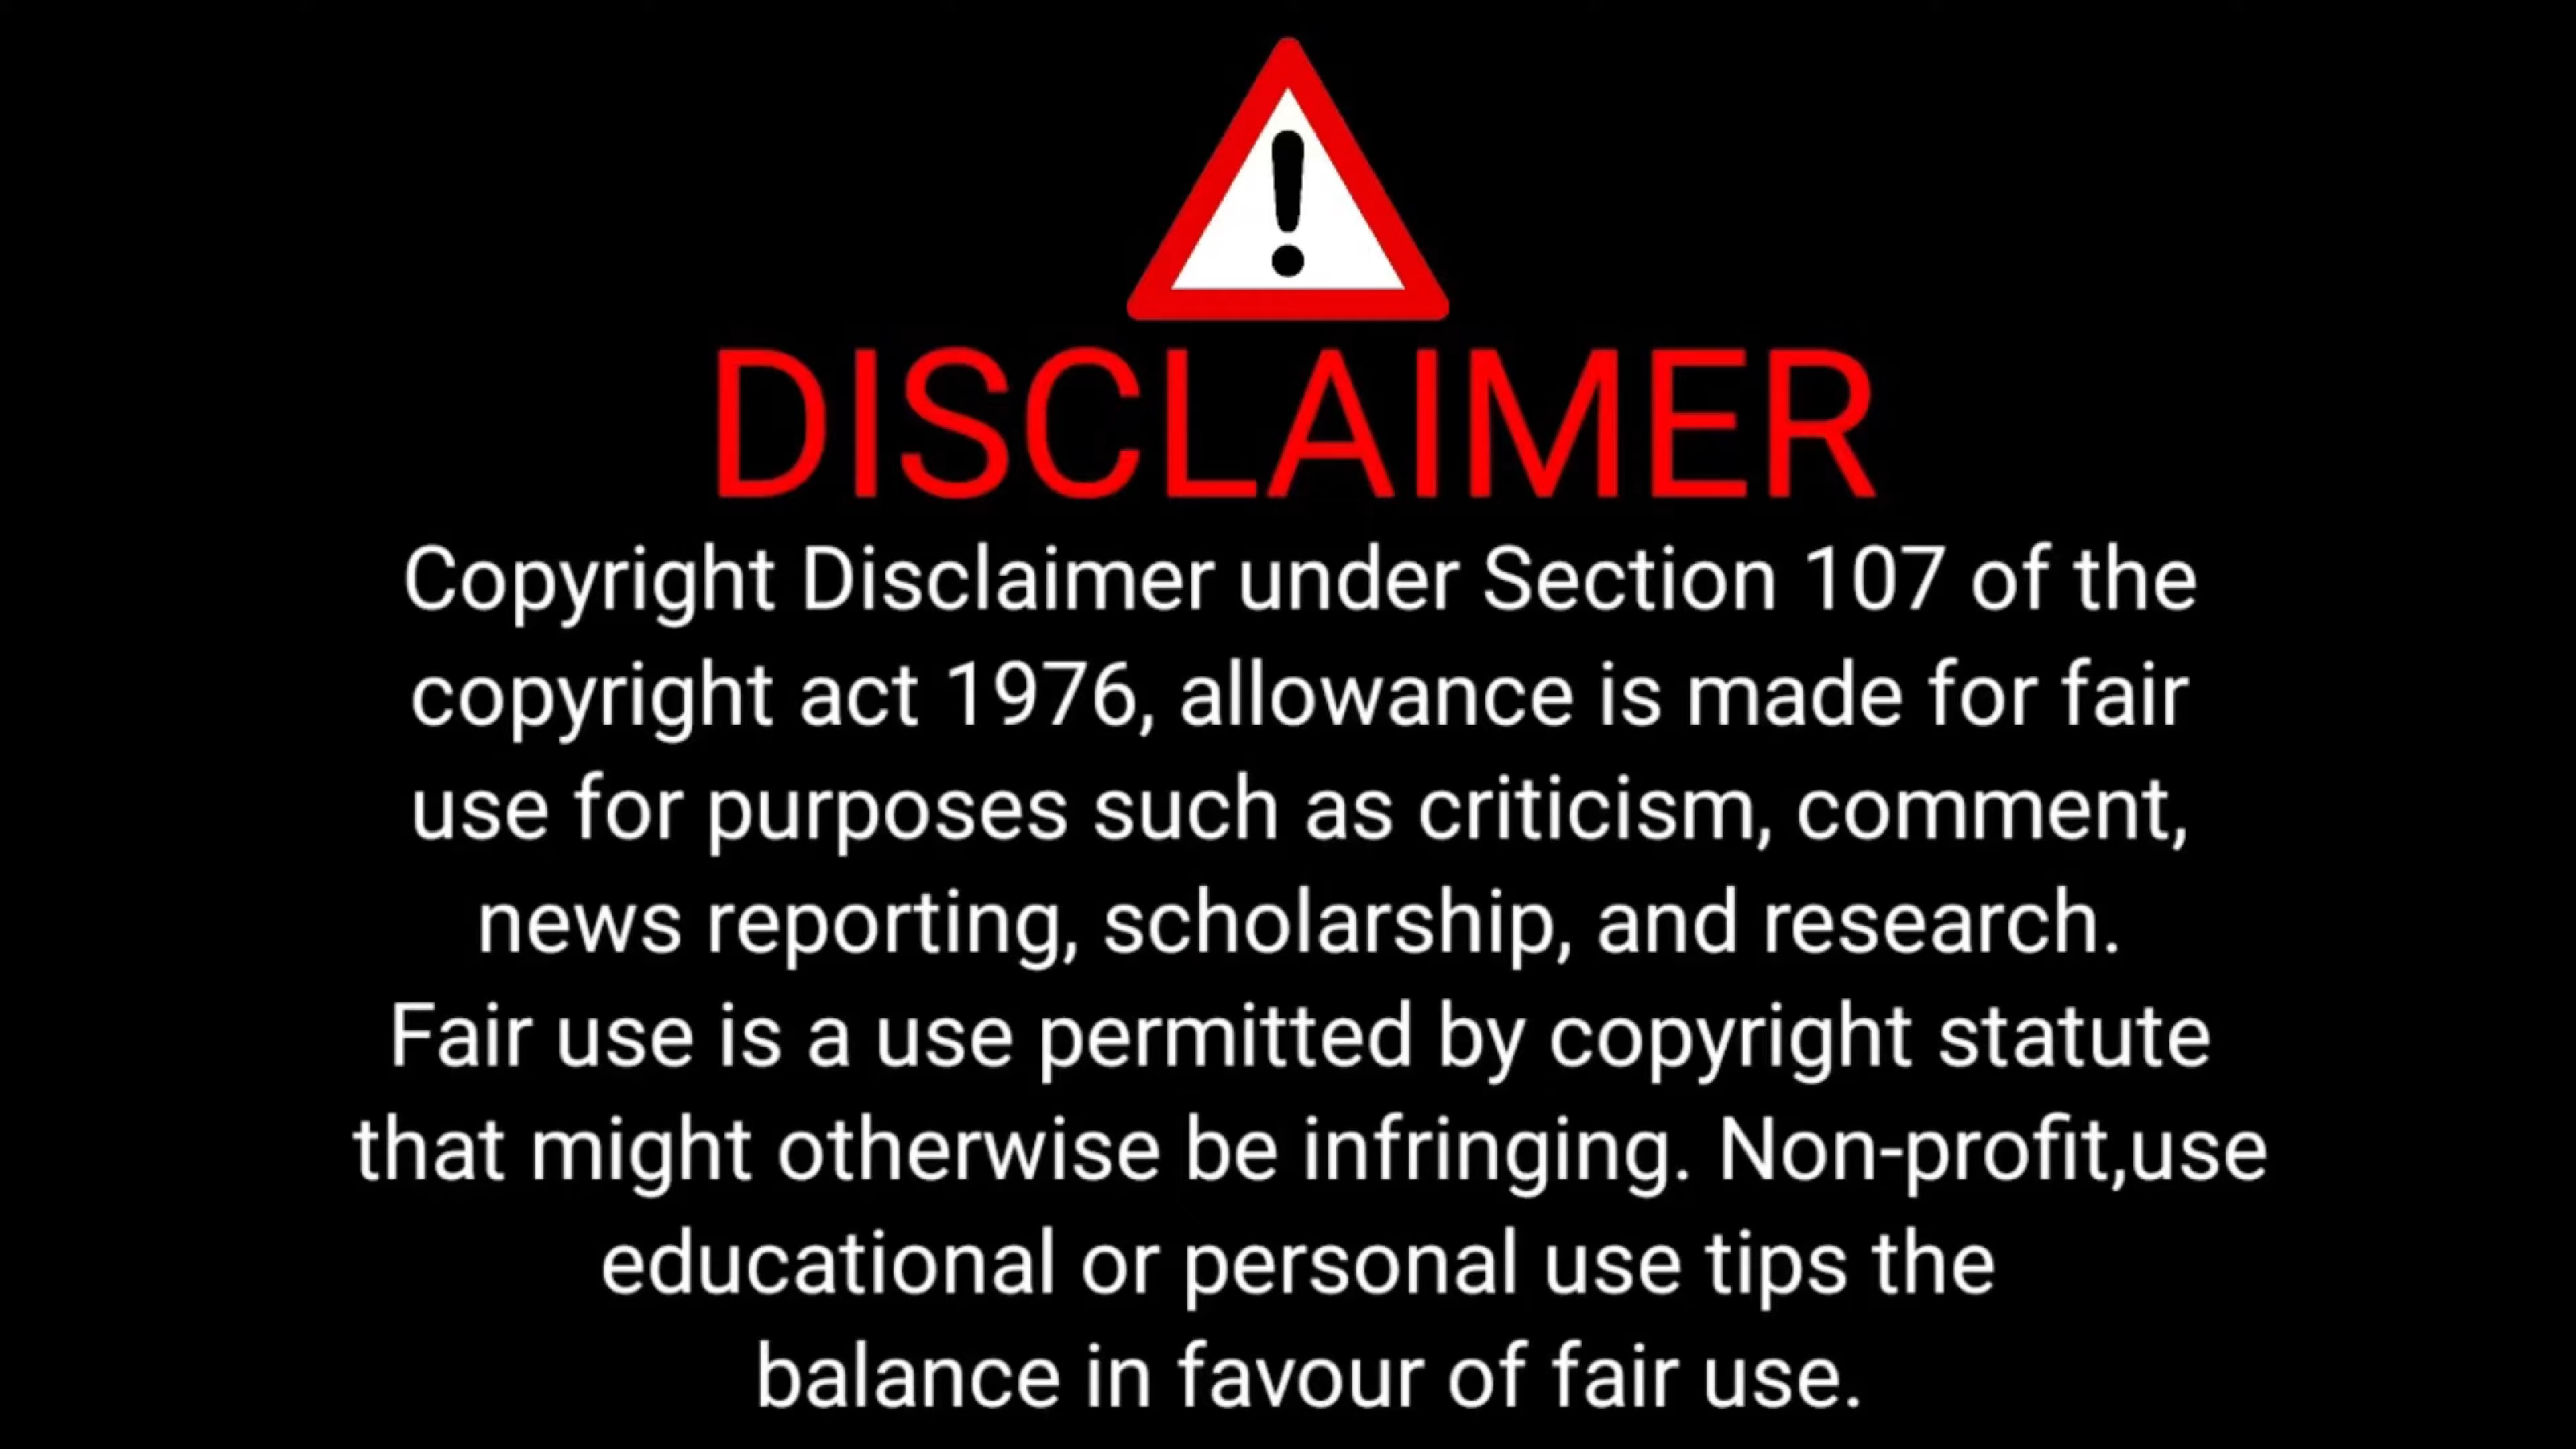 DISCLAIMER
Copyright Disclaimer under Section 107 of the
copyright act 1976, allowance is made for fair
use for purposes such as criticism, comment,
news reporting, scholarship, and research.
Fair use is a use permitted by copyright statute
that might otherwise be infringing. Non-profit,use
educational or personal use tips the
balance in favour of fair use.